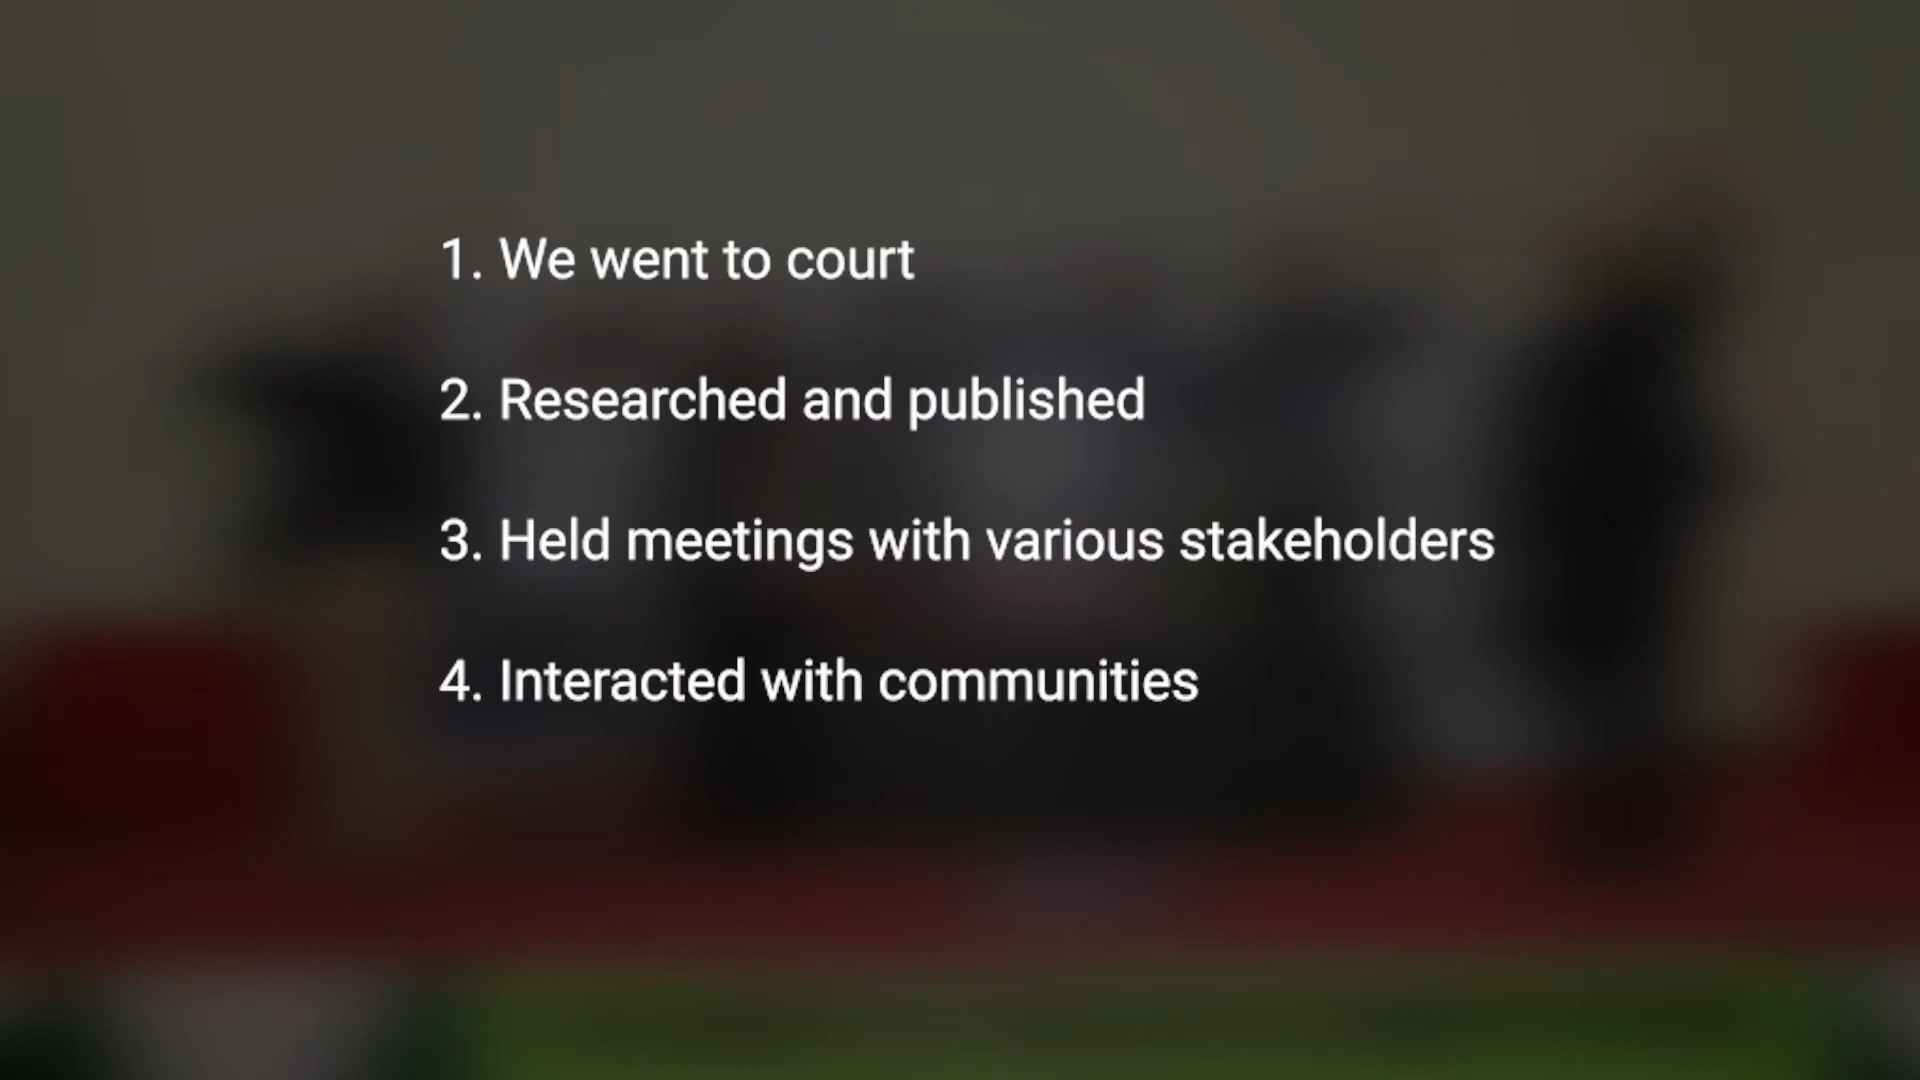 1. We went to court
2. Researched and published
3. Held meetings with various stakeholders
4. Interacted with communities